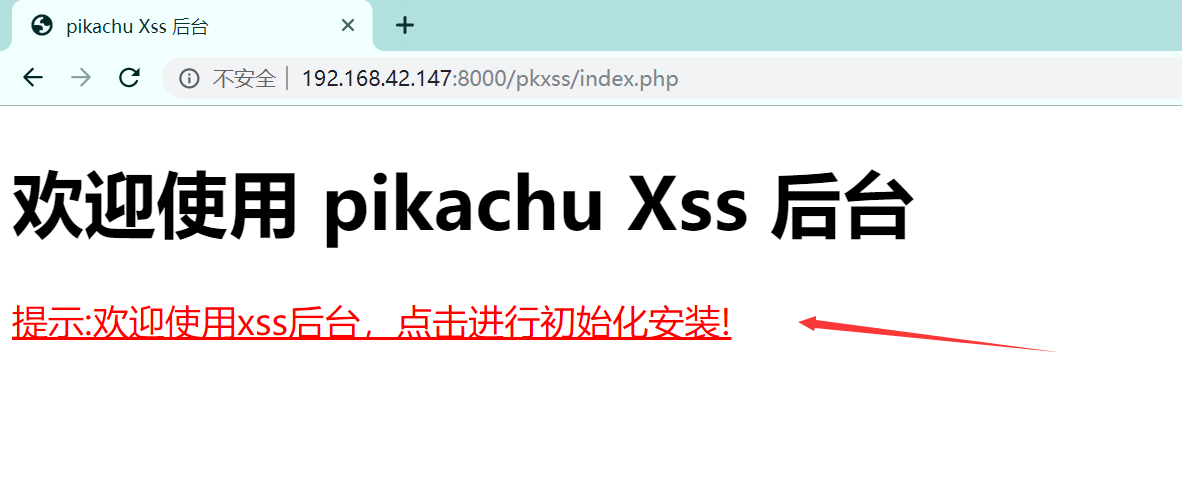 pikachu Xss 后台
不安全 192.168.42.147:8000/pkxss/index.php
欢迎使用 pikachu Xss 后台
提示:欢迎使用xss后台，点击进行初始化安装!